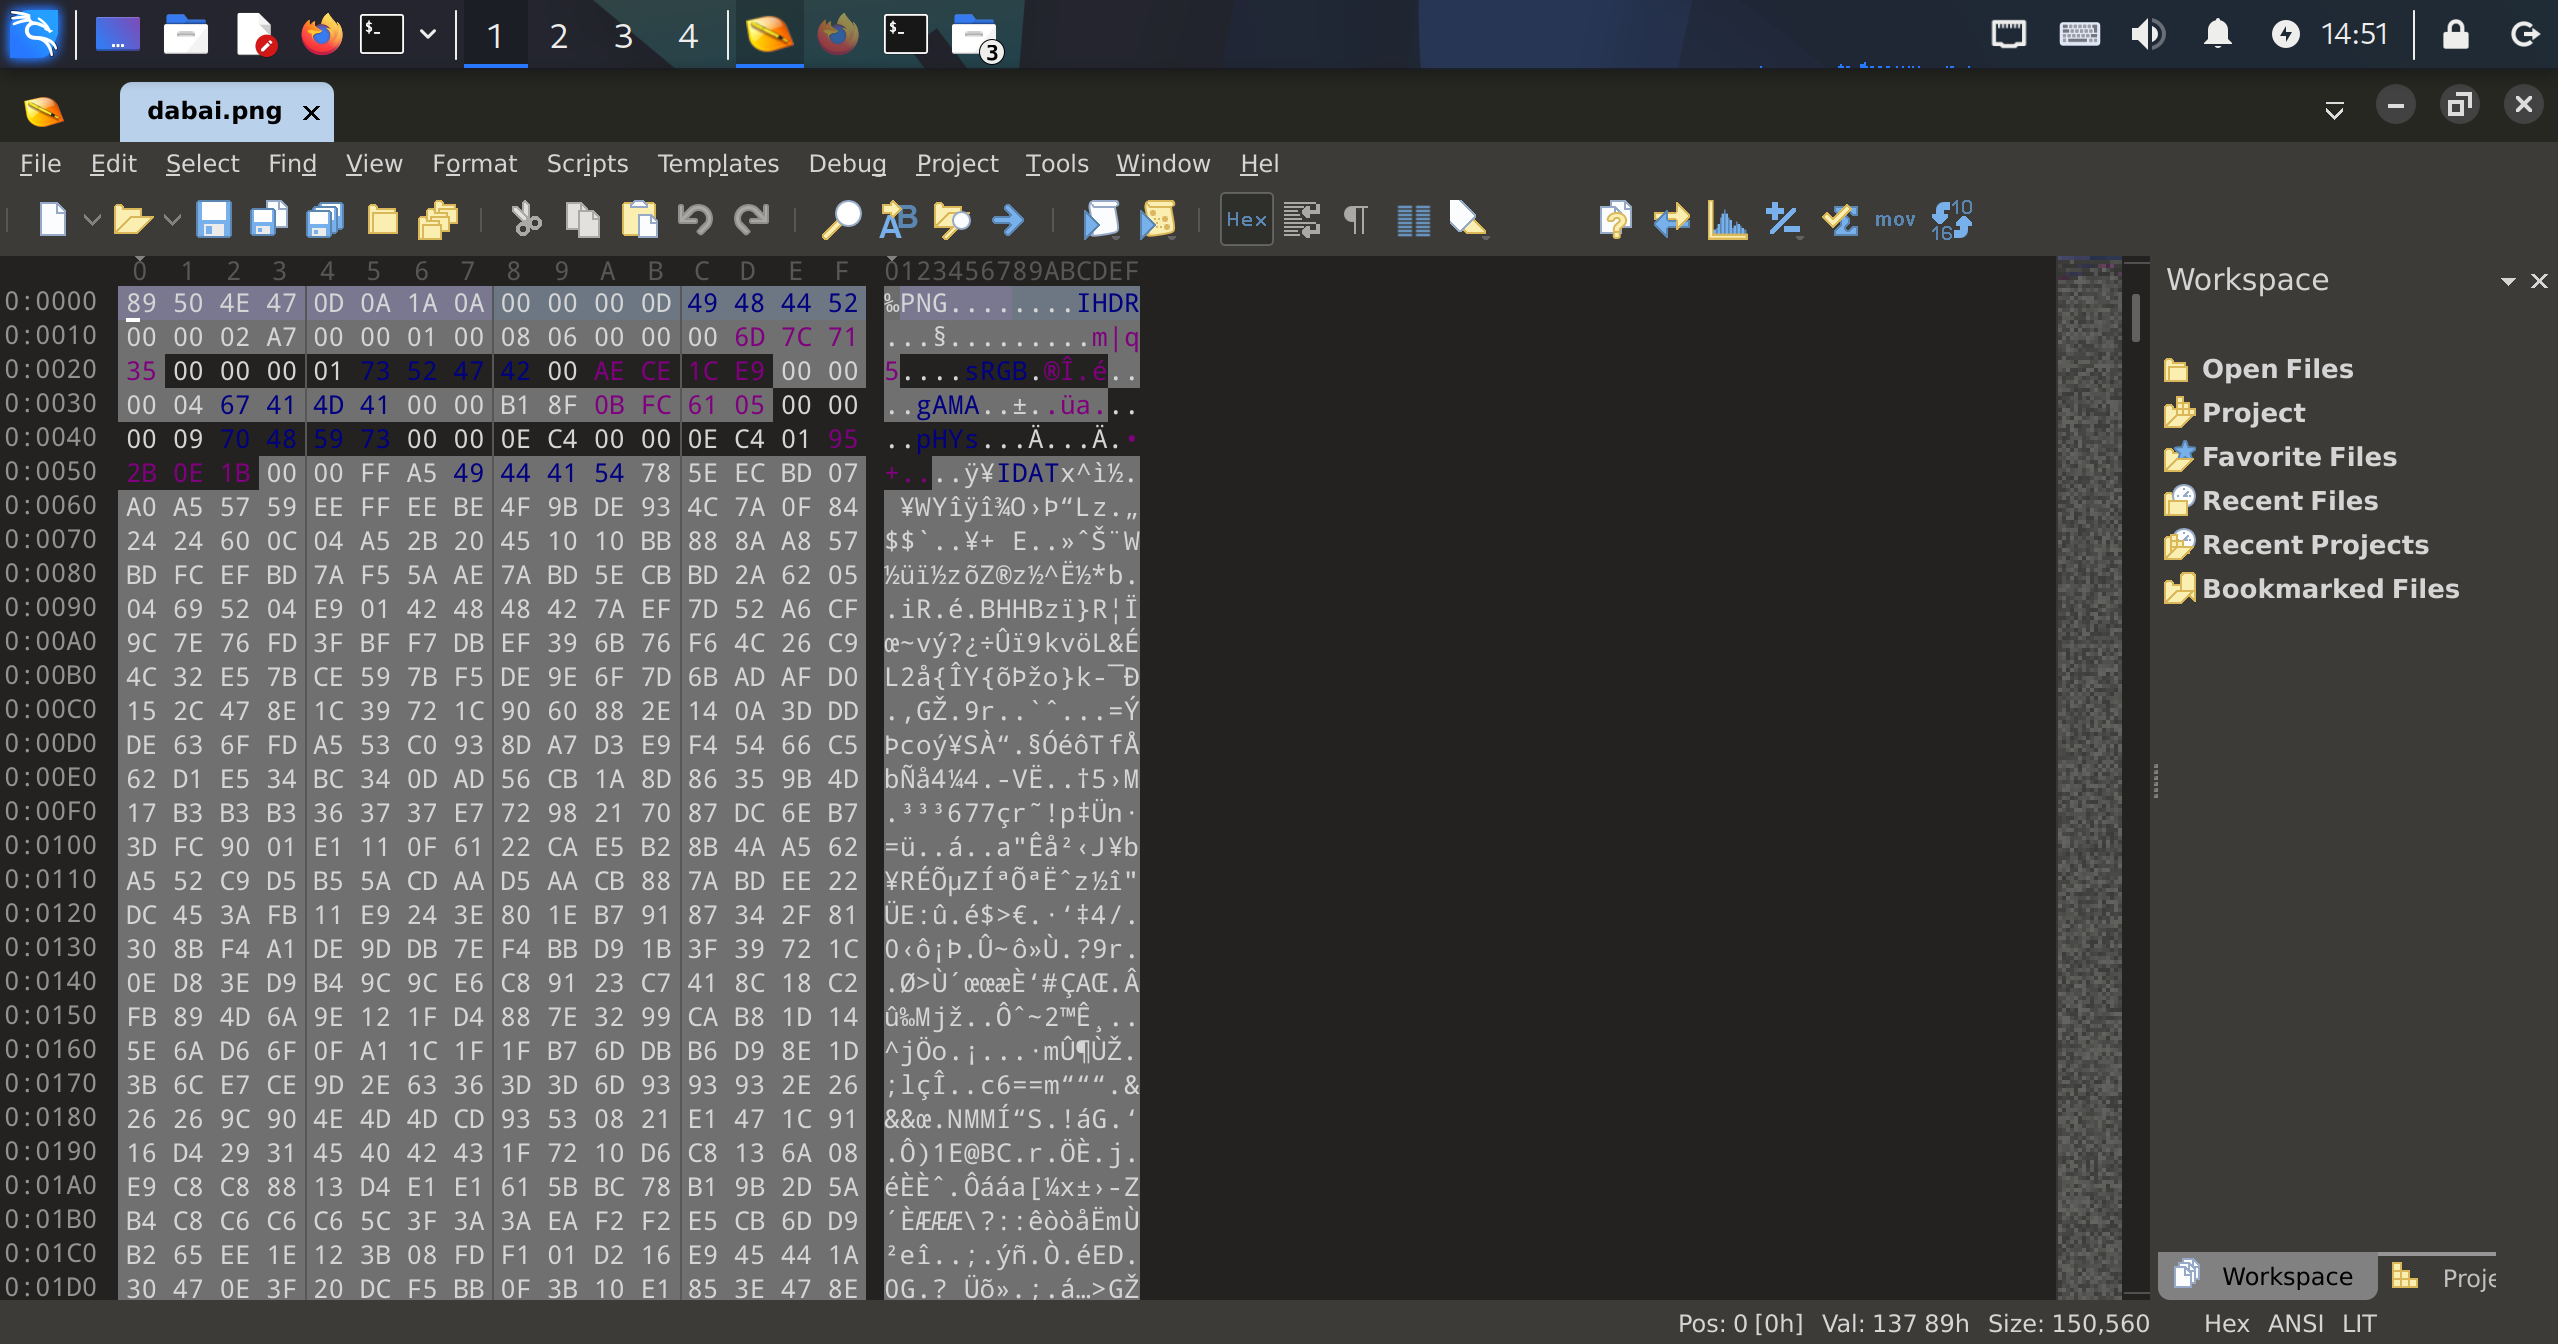 1 2 3 4 3 14:51
dabai.png
File Edit Select Find View Format Scripts Templates Debug Project Tools Window Hel
Hex mov 10 16
0 1 2 3 4 5 6 7 8 9 A B C D E F 0123456789ABCDEF
0:0000 89 50 4E 47 0D 0A 1A 0A 00 00 00 0D 49 48 44 52 ‰PNG........IHDR
0:0010 00 00 02 A7 00 00 01 00 08 06 00 00 00 6D 7C 71 ...§.........m|q
0:0020 35 00 00 00 01 73 52 47 42 00 AE CE 1C E9 00 00 5....sRGB.®Î.é..
0:0030 00 04 67 41 4D 41 00 00 B1 8F 0B FC 61 05 00 00 ..gAMA..±..üa...
0:0040 00 09 70 48 59 73 00 00 0E C4 00 00 0E C4 01 95 ..pHYs...Ä...Ä.•
0:0050 2B 0E 1B 00 00 FF A5 49 44 41 54 78 5E EC BD 07 +....ÿ¥IDATx^ì½.
0:0060 A0 A5 57 59 EE FF EE BE 4F 9B DE 93 4C 7A 0F 84  ¥WYîÿî¾O›Þ“Lz.„
0:0070 24 24 60 0C 04 A5 2B 20 45 10 10 BB 88 8A A8 57 $$`..¥+ E..»ˆŠ¨W
0:0080 BD FC EF BD 7A F5 5A AE 7A BD 5E CB BD 2A 62 05 ½üï½zõZ®z½^Ë½*b.
0:0090 04 69 52 04 E9 01 42 48 48 42 7A EF 7D 52 A6 CF .iR.é.BHHBzï}R¦Ï
0:00A0 9C 7E 76 FD 3F BF F7 DB EF 39 6B 76 F6 4C 26 C9 œ~vý?¿÷Ûï9kvöL&É
0:00B0 4C 32 E5 7B CE 59 7B F5 DE 9E 6F 7D 6B AD AF D0 L2å{ÎY{õÞžo}k-¯Ð
0:00C0 15 2C 47 8E 1C 39 72 1C 90 60 88 2E 14 0A 3D DD .,GŽ.9r..`ˆ...=Ý
0:00D0 DE 63 6F FD A5 53 C0 93 8D A7 D3 E9 F4 54 66 C5 Þcoý¥SÀ“.§ÓéôTfÅ
0:00E0 62 D1 E5 34 BC 34 0D AD 56 CB 1A 8D 86 35 9B 4D bÑå4¼4.-VË..†5›M
0:00F0 17 B3 B3 B3 36 37 37 E7 72 98 21 70 87 DC 6E B7 .³³³677çr˜!p‡Ün·
0:0100 3D FC 90 01 E1 11 0F 61 22 CA E5 B2 8B 4A A5 62 =ü..á..a"Êå²‹J¥b
0:0110 A5 52 C9 D5 B5 5A CD AA D5 AA CB 88 7A BD EE 22 ¥RÉÕµZÍªÕªËˆz½î"
0:0120 DC 45 3A FB 11 E9 24 3E 80 1E B7 91 87 34 2F 81 ÜE:û.é$>€.·‘‡4/.
0:0130 30 8B F4 A1 DE 9D DB 7E F4 BB D9 1B 3F 39 72 1C 0‹ô¡Þ.Û~ô»Ù.?9r.
0:0140 0E D8 3E D9 B4 9C 9C E6 C8 91 23 C7 41 8C 18 C2 .Ø>Ù´œœæÈ‘#ÇAŒ.Â
0:0150 FB 89 4D 6A 9E 12 1F D4 88 7E 32 99 CA B8 1D 14 û‰Mjž..Ôˆ~2™Ê¸..
0:0160 5E 6A D6 6F 0F A1 1C 1F 1F B7 6D DB B6 D9 8E 1D ^jÖo.¡...·mÛ¶ÙŽ.
0:0170 3B 6C E7 CE 9D 2E 63 36 3D 3D 6D 93 93 93 2E 26 ;lçÎ..c6==m“““.&
0:0180 26 26 9C 90 4E 4D 4D CD 93 53 08 21 E1 47 1C 91 &&œ.NMMÍ“S.!áG.‘
0:0190 16 D4 29 31 45 40 42 43 1F 72 10 D6 C8 13 6A 08 .Ô)1E@BC.r.ÖÈ.j.
0:01A0 E9 C8 C8 88 13 D4 E1 E1 61 5B BC 78 B1 9B 2D 5A éÈÈˆ.Ôááa[¼x±›-Z
0:01B0 B4 C8 C6 C6 C6 5C 3F 3A 3A EA F2 F2 E5 CB 6D D9 ´ÈÆÆÆ\?::êòòåËmÙ
0:01C0 B2 65 EE 1E 12 3B 08 FD F1 01 D2 16 E9 45 44 1A ²eî..;.ýñ.Ò.éED.
0:01D0 30 47 0E 3F 20 DC F5 BB 0F 3B 10 E1 85 3E 47 8E 0G.? Üõ».;.á…>GŽ
Workspace
Open Files
Project
Favorite Files
Recent Files
Recent Projects
Bookmarked Files
Workspace Proje
Pos: 0 [0h] Val: 137 89h Size: 150,560 Hex ANSI LIT